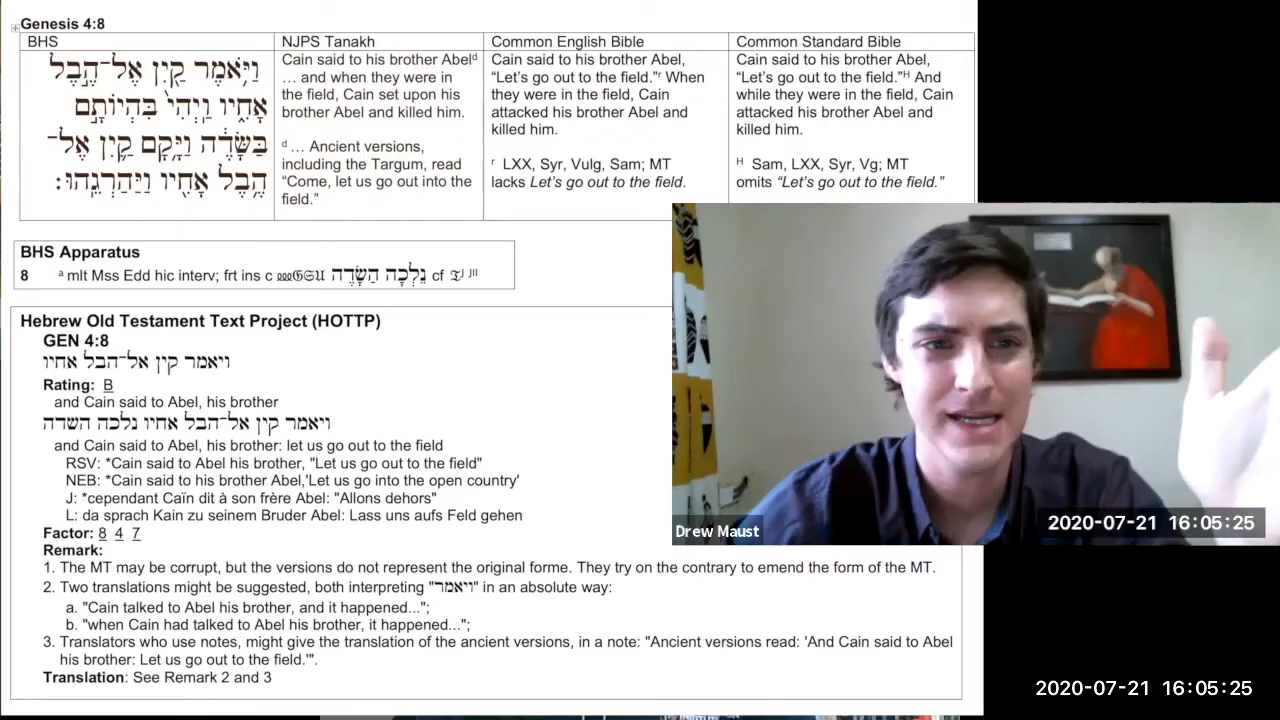 Genesis 4:8
BHS
וַיֹּ֥אמֶר קַ֖יִן אֶל־הֶ֣בֶל
אָחִ֑יו וַֽיְהִי֙ בִּהְיוֹתָ֣ם
בַּשָּׂדֶ֔ה וַיָּ֥קָם קַ֛יִן אֶל־
הֶ֥בֶל אָחִ֖יו וַיַּהַרְגֵֽהוּ׃
NJPS Tanakh
Cain said to his brother Abelᵈ
… and when they were in
the field, Cain set upon his
brother Abel and killed him.
ᵈ … Ancient versions,
including the Targum, read
“Come, let us go out into the
field.”
Common English Bible
Cain said to his brother Abel,
“Let’s go out to the field.”ʳ When
they were in the field, Cain
attacked his brother Abel and
killed him.
ʳ LXX, Syr, Vulg, Sam; MT
lacks Let’s go out to the field.
Common Standard Bible
Cain said to his brother Abel,
“Let’s go out to the field.”ᴴ And
while they were in the field, Cain
attacked his brother Abel and
killed him.
ᴴ Sam, LXX, Syr, Vg; MT
omits “Let’s go out to the field.”
BHS Apparatus
8 ᵃ mlt Mss Edd hic interv; frt ins c 𝔊𝔖𝔙 נֵלְכָה הַשָּׂדֶה cf 𝔗ᴶ ᴶᴵᴵ
Hebrew Old Testament Text Project (HOTTP)
GEN 4:8
ויאמר קין אל־הבל אחיו
Rating: B
and Cain said to Abel, his brother
ויאמר קין אל־הבל אחיו נלכה השדה
and Cain said to Abel, his brother: let us go out to the field
RSV: *Cain said to Abel his brother, "Let us go out to the field"
NEB: *Cain said to his brother Abel,'Let us go into the open country'
J: *cependant Caïn dit à son frère Abel: "Allons dehors"
L: da sprach Kain zu seinem Bruder Abel: Lass uns aufs Feld gehen
Factor: 8 4 7
Remark:
1. The MT may be corrupt, but the versions do not represent the original forme. They try on the contrary to emend the form of the MT.
2. Two translations might be suggested, both interpreting "ויאמר" in an absolute way:
a. "Cain talked to Abel his brother, and it happened...";
b. "when Cain had talked to Abel his brother, it happened...";
3. Translators who use notes, might give the translation of the ancient versions, in a note: "Ancient versions read: 'And Cain said to Abel
his brother: Let us go out to the field.'".
Translation: See Remark 2 and 3
Drew Maust
2020-07-21 16:05:25
2020-07-21 16:05:25